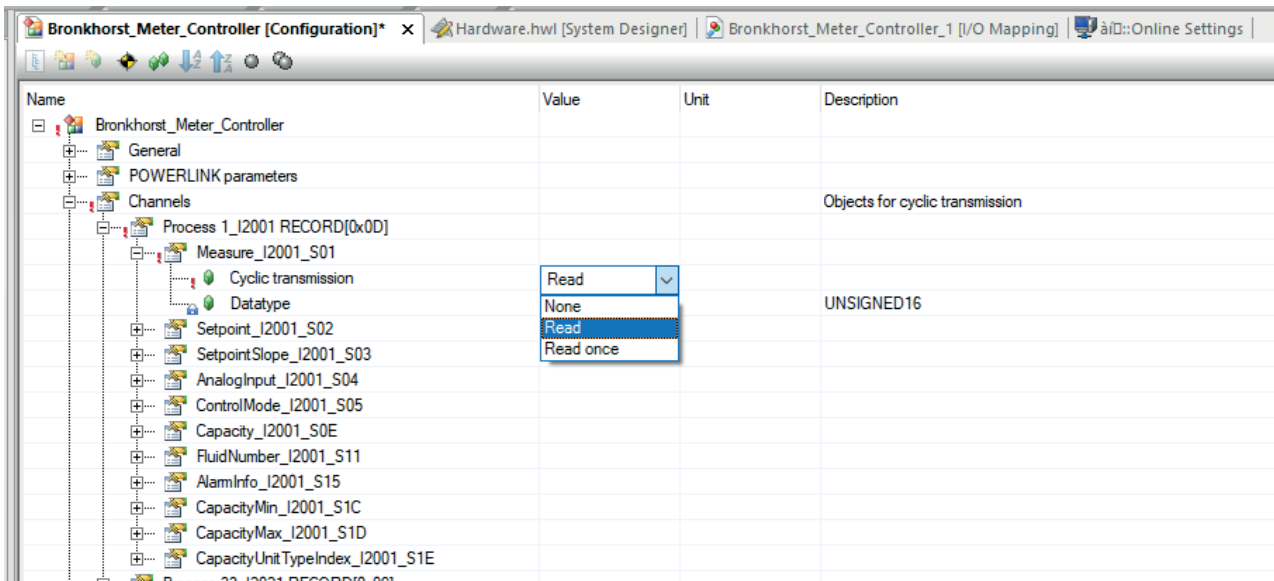 Bronkhorst_Meter_Controller [Configuration]* Hardware.hwl [System Designer] Bronkhorst_Meter_Controller_1 [I/O Mapping] ::Online Settings
Name Value Unit Description
Bronkhorst_Meter_Controller
General
POWERLINK parameters
Channels Objects for cyclic transmission
Process 1_I2001 RECORD[0x0D]
Measure_I2001_S01
Cyclic transmission Read
Datatype None UNSIGNED16
Setpoint_I2001_S02 Read
SetpointSlope_I2001_S03 Read once
AnalogInput_I2001_S04
ControlMode_I2001_S05
Capacity_I2001_S0E
FluidNumber_I2001_S11
AlarmInfo_I2001_S15
CapacityMin_I2001_S1C
CapacityMax_I2001_S1D
CapacityUnitTypeIndex_I2001_S1E